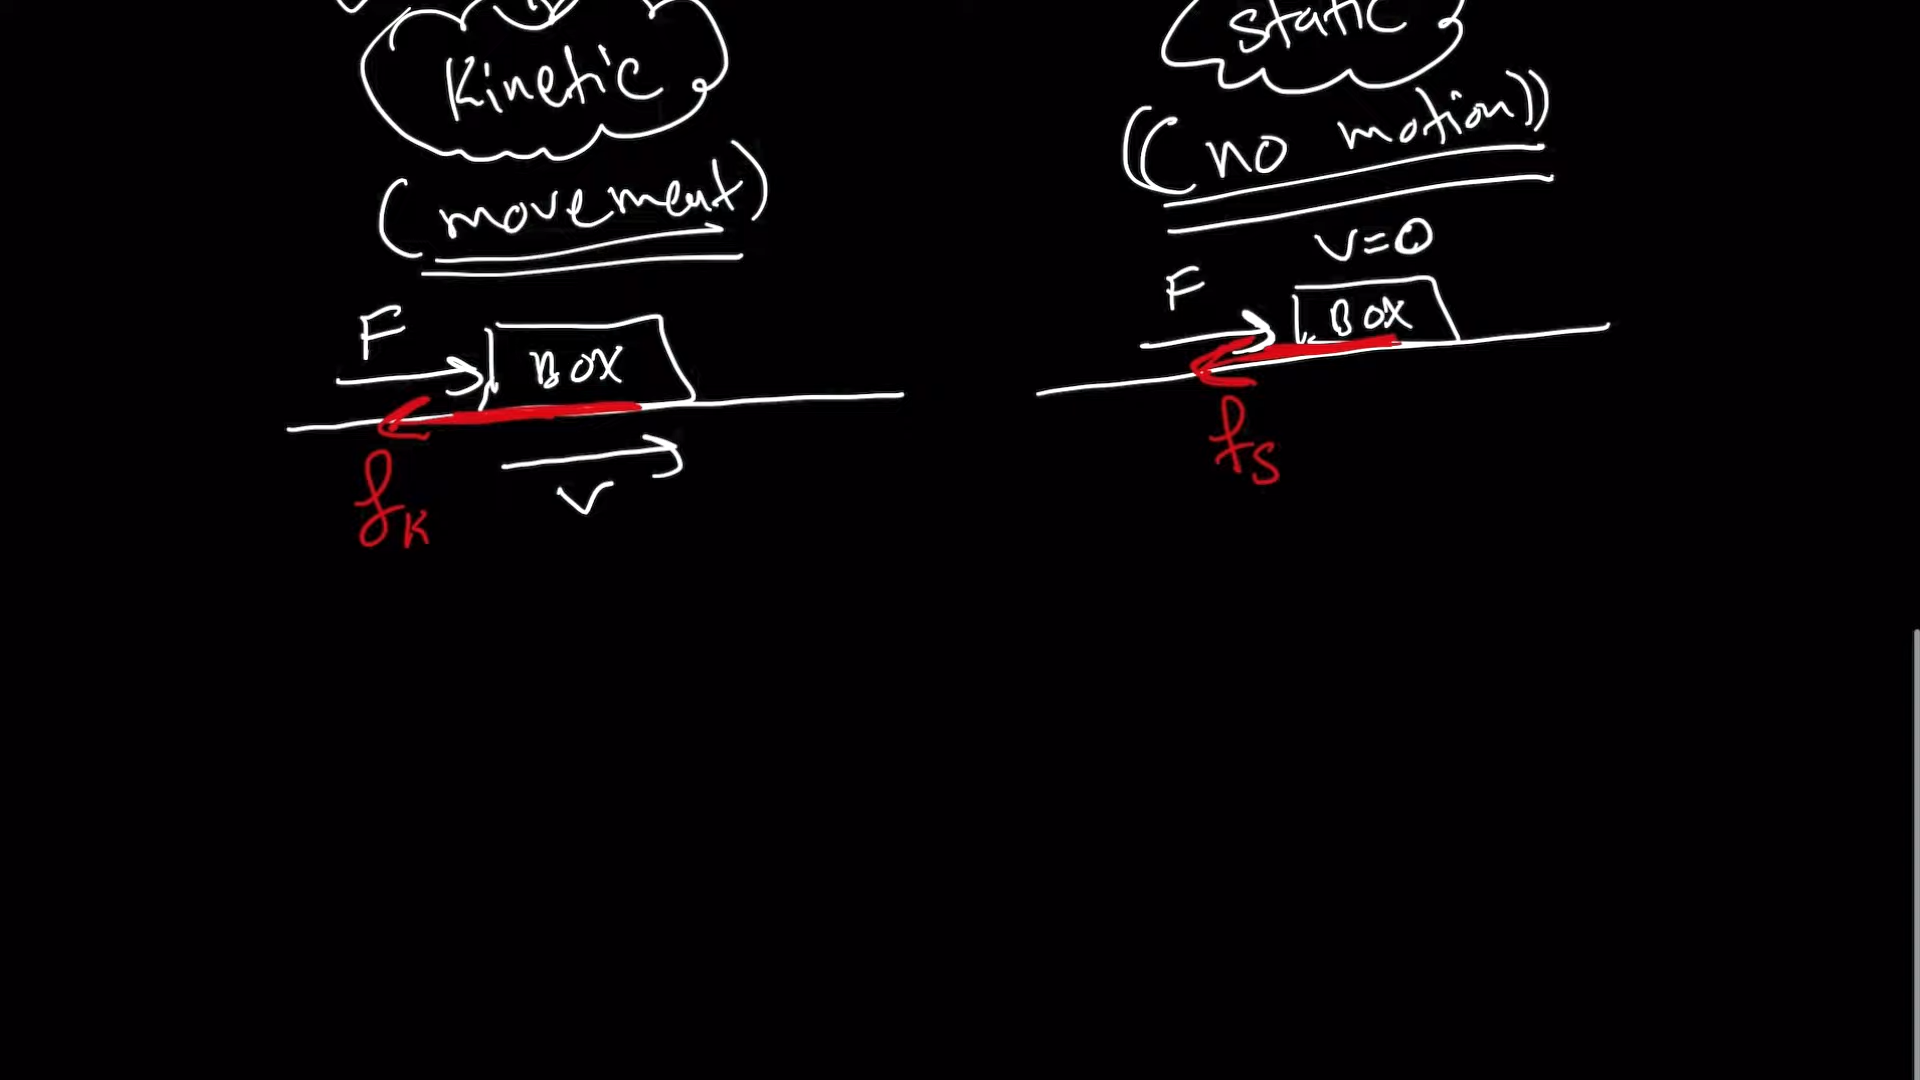 Kinetic
(movement)
F
BOX
V
fK
static
((no motion))
V=0
F
BOX
fS